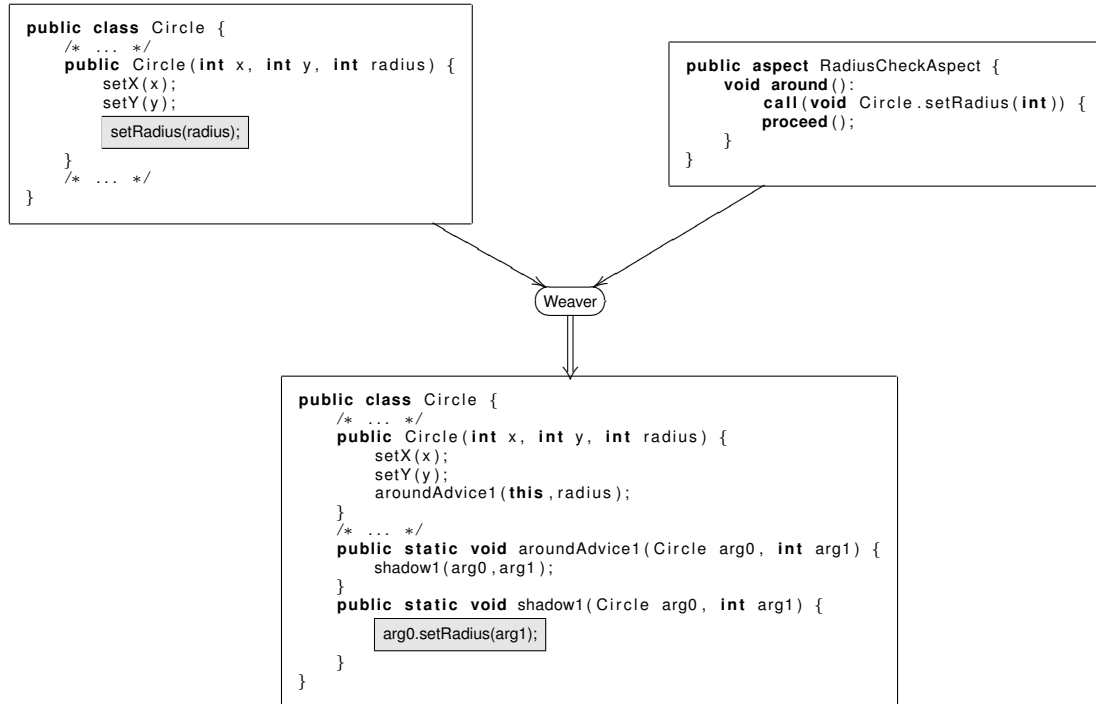 public class Circle {
/* ... */
public Circle(int x, int y, int radius) {
setX(x);
setY(y);
setRadius(radius);
}
/* ... */
}
public aspect RadiusCheckAspect {
void around():
call(void Circle.setRadius(int)) {
proceed();
}
}
Weaver
public class Circle {
/* ... */
public Circle(int x, int y, int radius) {
setX(x);
setY(y);
aroundAdvice1(this,radius);
}
/* ... */
public static void aroundAdvice1(Circle arg0, int arg1) {
shadow1(arg0,arg1);
}
public static void shadow1(Circle arg0, int arg1) {
arg0.setRadius(arg1);
}
}